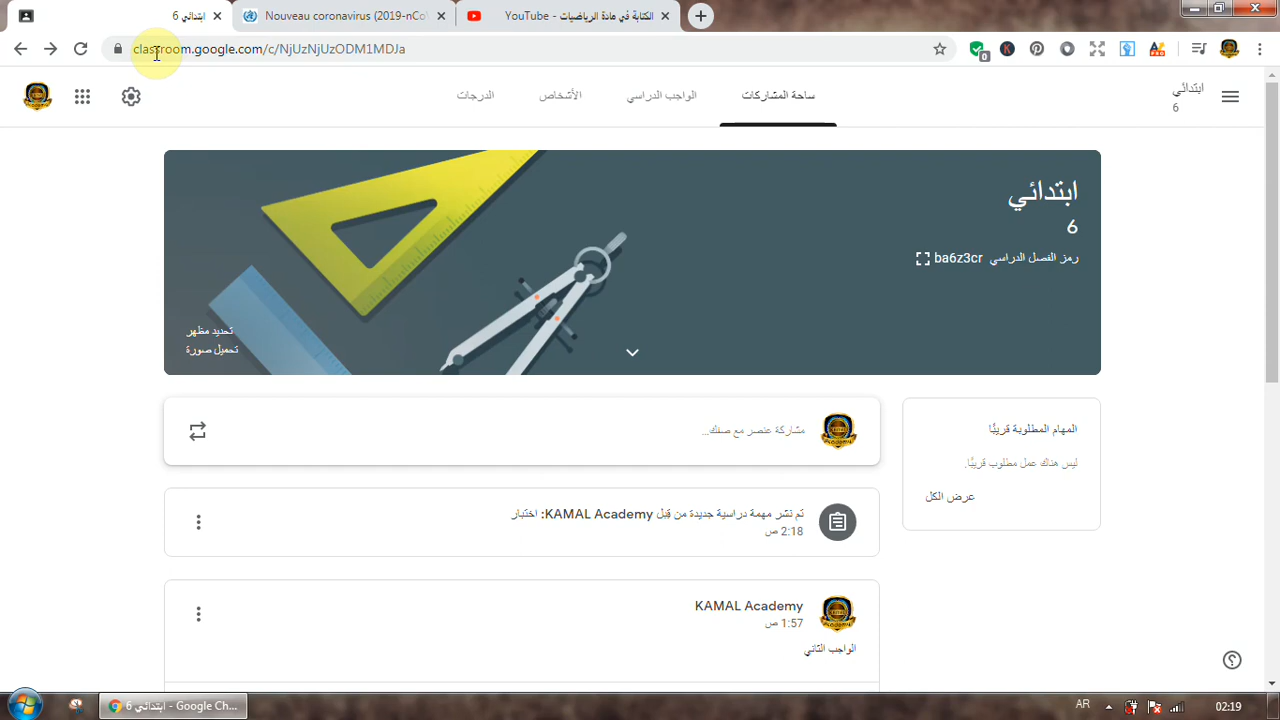 ابتدائي 6
Nouveau coronavirus (2019-nCoV
الكتابة في مادة الرياضيات - YouTube
classroom.google.com/c/NjUzNjUzODM1MDJa
0
ابتدائي
6
ساحة المشاركات
الواجب الدراسي
الأشخاص
الدرجات
ابتدائي
6
رمز الفصل الدراسي ba6z3cr
تحديد مظهر
تحميل صورة
المهام المطلوبة قريبًا
ليس هناك عمل مطلوب قريبًا.
عرض الكل
مشاركة عنصر مع صفك...
تم نشر مهمة دراسية جديدة من قِبل KAMAL Academy: اختبار
2:18 ص
KAMAL Academy
1:57 ص
الواجب الثاني
ابتدائي 6 - Google Ch...
AR
02:19